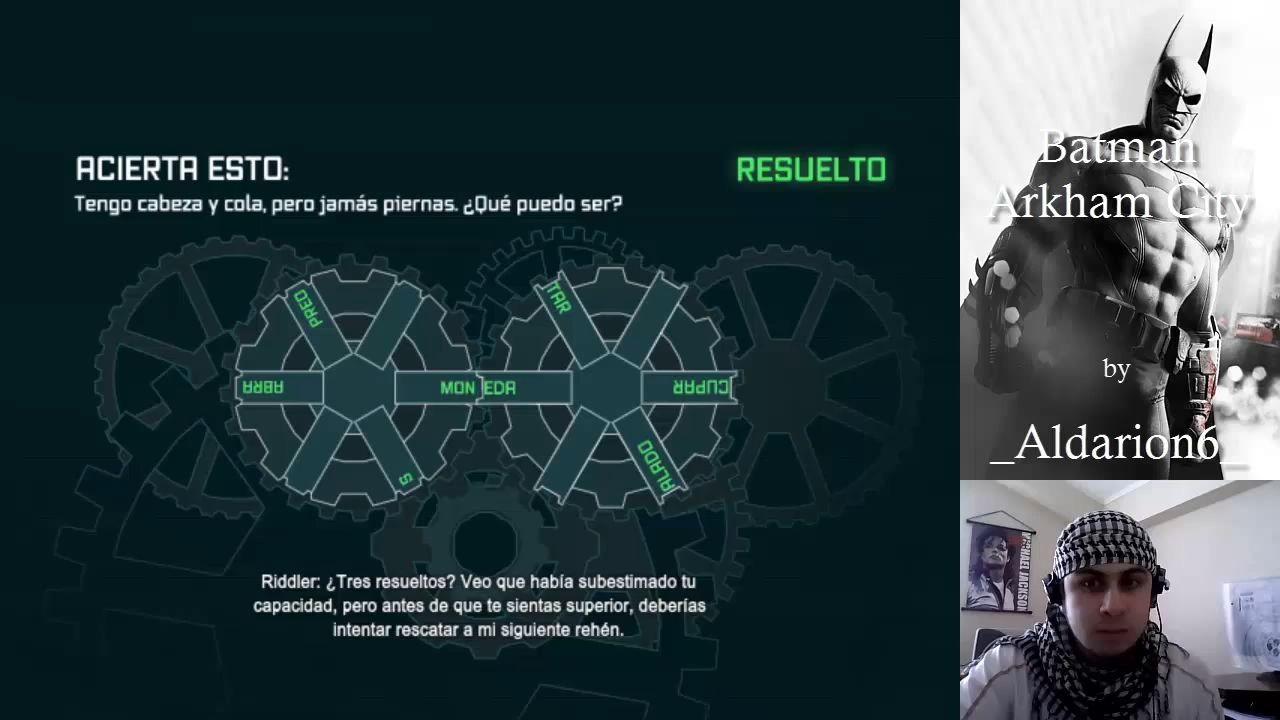 ACIERTA ESTO:
RESUELTO
Tengo cabeza y cola, pero jamás piernas. ¿Qué puedo ser?
PREO
TAR
ABRA
MON
EDA
CUPAR
S
ALADO
Riddler: ¿Tres resueltos? Veo que había subestimado tu
capacidad, pero antes de que te sientas superior, deberías
intentar rescatar a mi siguiente rehén.
Batman
Arkham City
by
_Aldarion6_
MICHAEL JACKSON